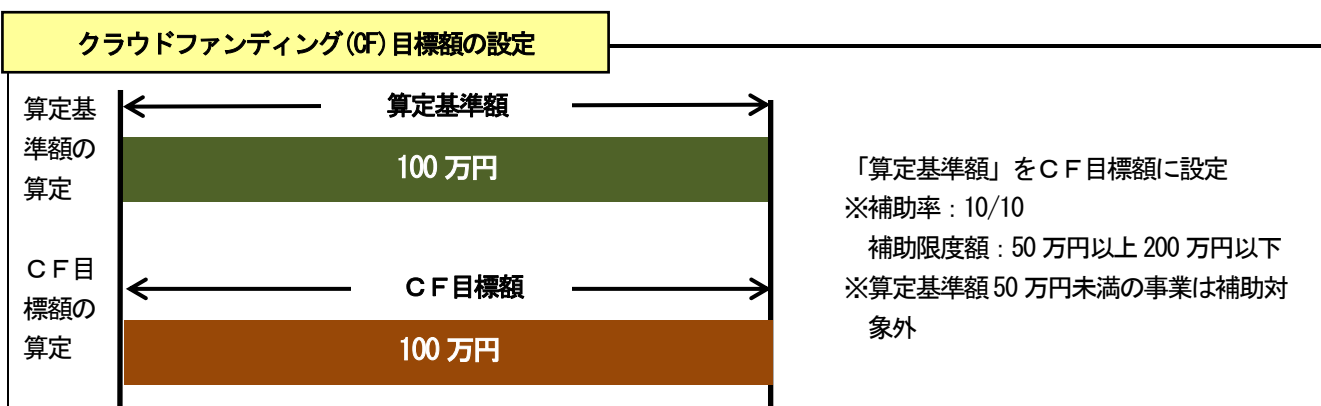 クラウドファンディング(CF)目標額の設定
算定基
準額の
算定
算定基準額
100万円
ＣＦ目
標額の
算定
ＣＦ目標額
100万円
「算定基準額」をＣＦ目標額に設定
※補助率：10/10
補助限度額：50万円以上200万円以下
※算定基準額50万円未満の事業は補助対
象外